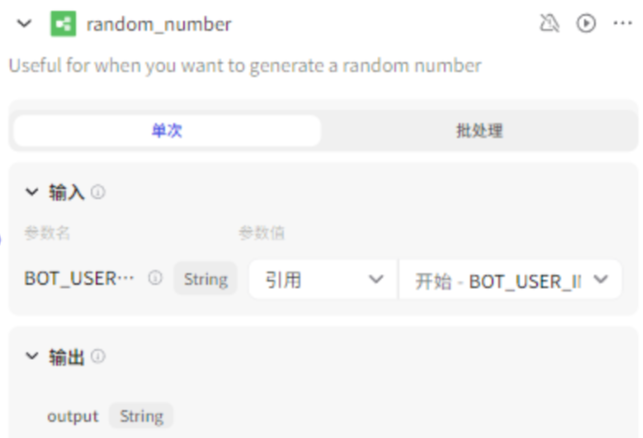 random_number
Useful for when you want to generate a random number
单次 批处理
输入
参数名 参数值
BOT_USER··· String 引用 开始 - BOT_USER_I
输出
output String